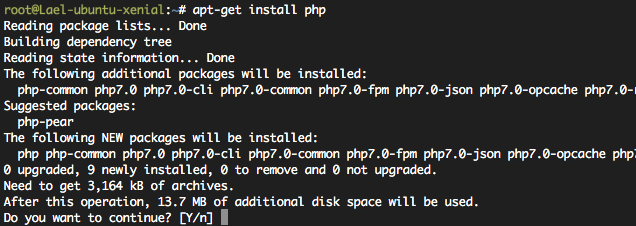 root@Lael-ubuntu-xenial:~# apt-get install php
Reading package lists... Done
Building dependency tree
Reading state information... Done
The following additional packages will be installed:
  php-common php7.0 php7.0-cli php7.0-common php7.0-fpm php7.0-json php7.0-opcache php7.0-r
Suggested packages:
  php-pear
The following NEW packages will be installed:
  php php-common php7.0 php7.0-cli php7.0-common php7.0-fpm php7.0-json php7.0-opcache php7
0 upgraded, 9 newly installed, 0 to remove and 0 not upgraded.
Need to get 3,164 kB of archives.
After this operation, 13.7 MB of additional disk space will be used.
Do you want to continue? [Y/n]